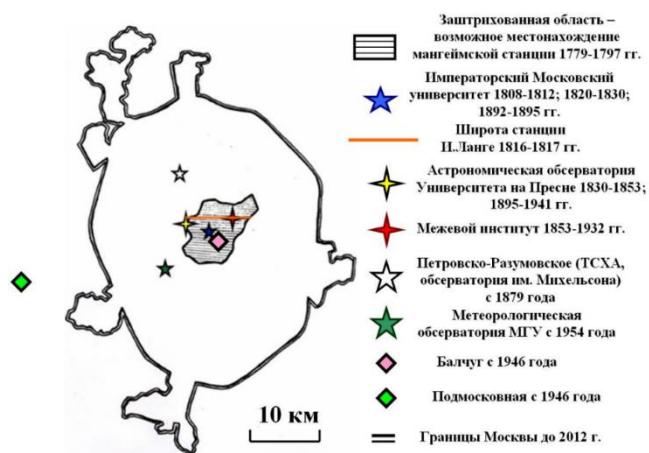 Заштрихованная область –
возможное местонахождение
мангеймской станции 1779-1797 гг.
Императорский Московский
университет 1808-1812; 1820-1830;
1892-1895 гг.
Широта станции
И.Ланге 1816-1817 гг.
Астрономическая обсерватория
Университета на Пресне 1830-1853;
1895-1941 гг.
Межевой институт 1853-1932 гг.
Петровско-Разумовское (ТСХА,
обсерватория им. Михельсона)
с 1879 года
Метеорологическая
обсерватория МГУ с 1954 года
Балчуг с 1946 года
Подмосковная с 1946 года
Границы Москвы до 2012 г.
10 км